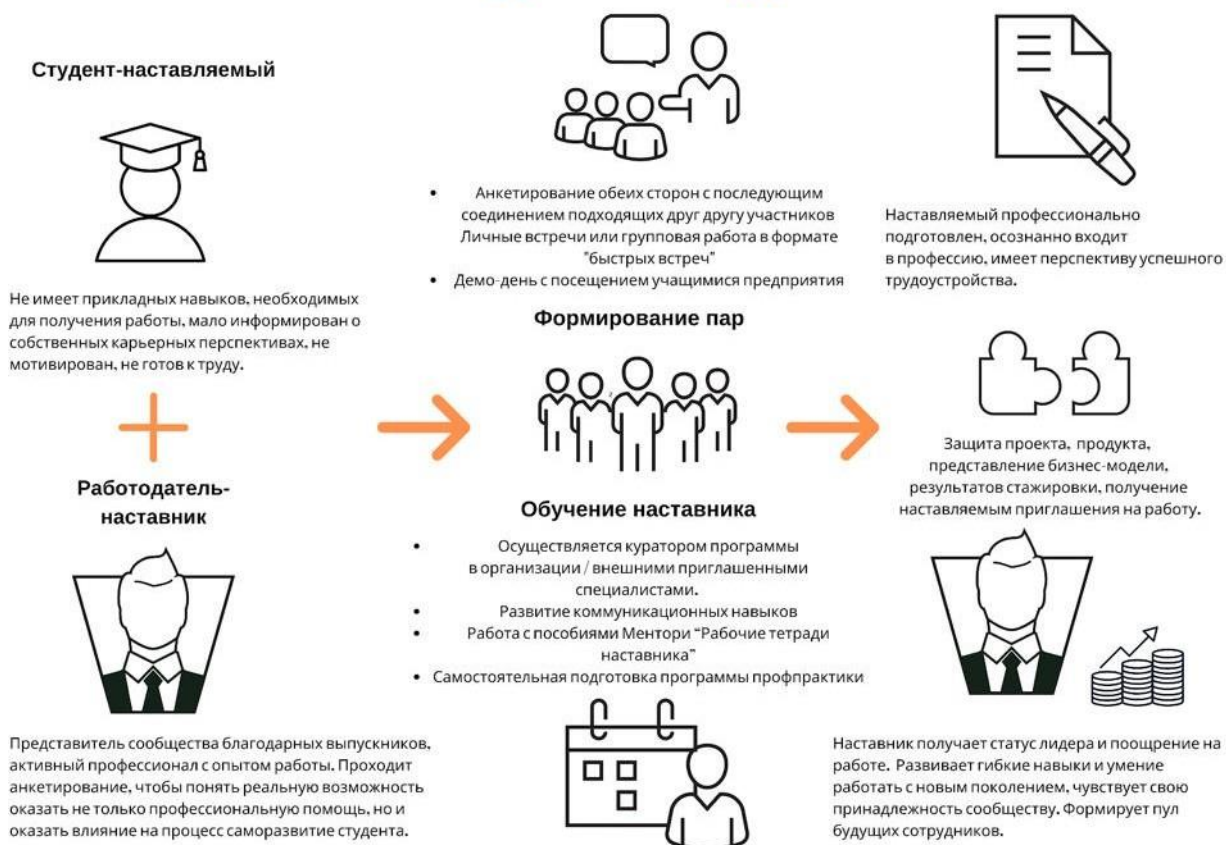 Студент-наставляемый
Не имеет прикладных навыков, необходимых
для получения работы, мало информирован о
собственных карьерных перспективах, не
мотивирован, не готов к труду.
Работодатель-
наставник
Представитель сообщества благодарных выпускников,
активный профессионал с опытом работы. Проходит
анкетирование, чтобы понять реальную возможность
оказать не только профессиональную помощь, но и
оказать влияние на процесс саморазвитие студента.
• Анкетирование обеих сторон с последующим
соединением подходящих друг другу участников
Личные встречи или групповая работа в формате
"быстрых встреч"
• Демо-день с посещением учащимися предприятия
Формирование пар
Обучение наставника
• Осуществляется куратором программы
в организации / внешними приглашенными
специалистами.
• Развитие коммуникационных навыков
• Работа с пособиями Ментори “Рабочие тетради
наставника”
• Самостоятельная подготовка программы профпрактики
Наставляемый профессионально
подготовлен, осознанно входит
в профессию, имеет перспективу успешного
трудоустройства.
Защита проекта, продукта,
представление бизнес-модели,
результатов стажировки, получение
наставляемым приглашения на работу.
Наставник получает статус лидера и поощрение на
работе. Развивает гибкие навыки и умение
работать с новым поколением, чувствует свою
принадлежность сообществу. Формирует пул
будущих сотрудников.